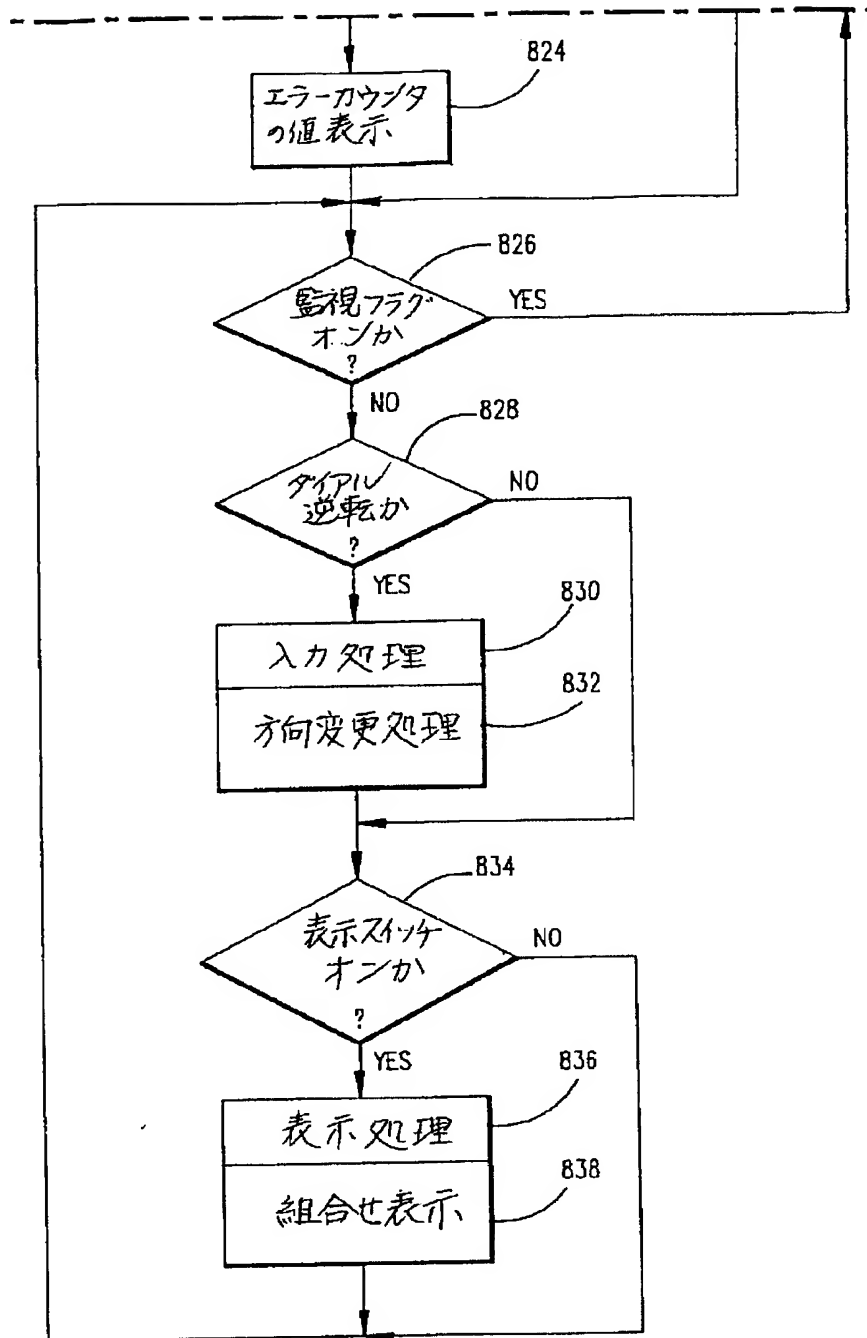 824
エラーカウンタ
の値表示
826
監視フラグ
オンか
?
YES
NO
828
ダイアル
逆転か
?
NO
YES
830
入力処理
832
方向変更処理
834
表示スイッチ
オンか
?
NO
YES
836
表示処理
838
組合せ表示